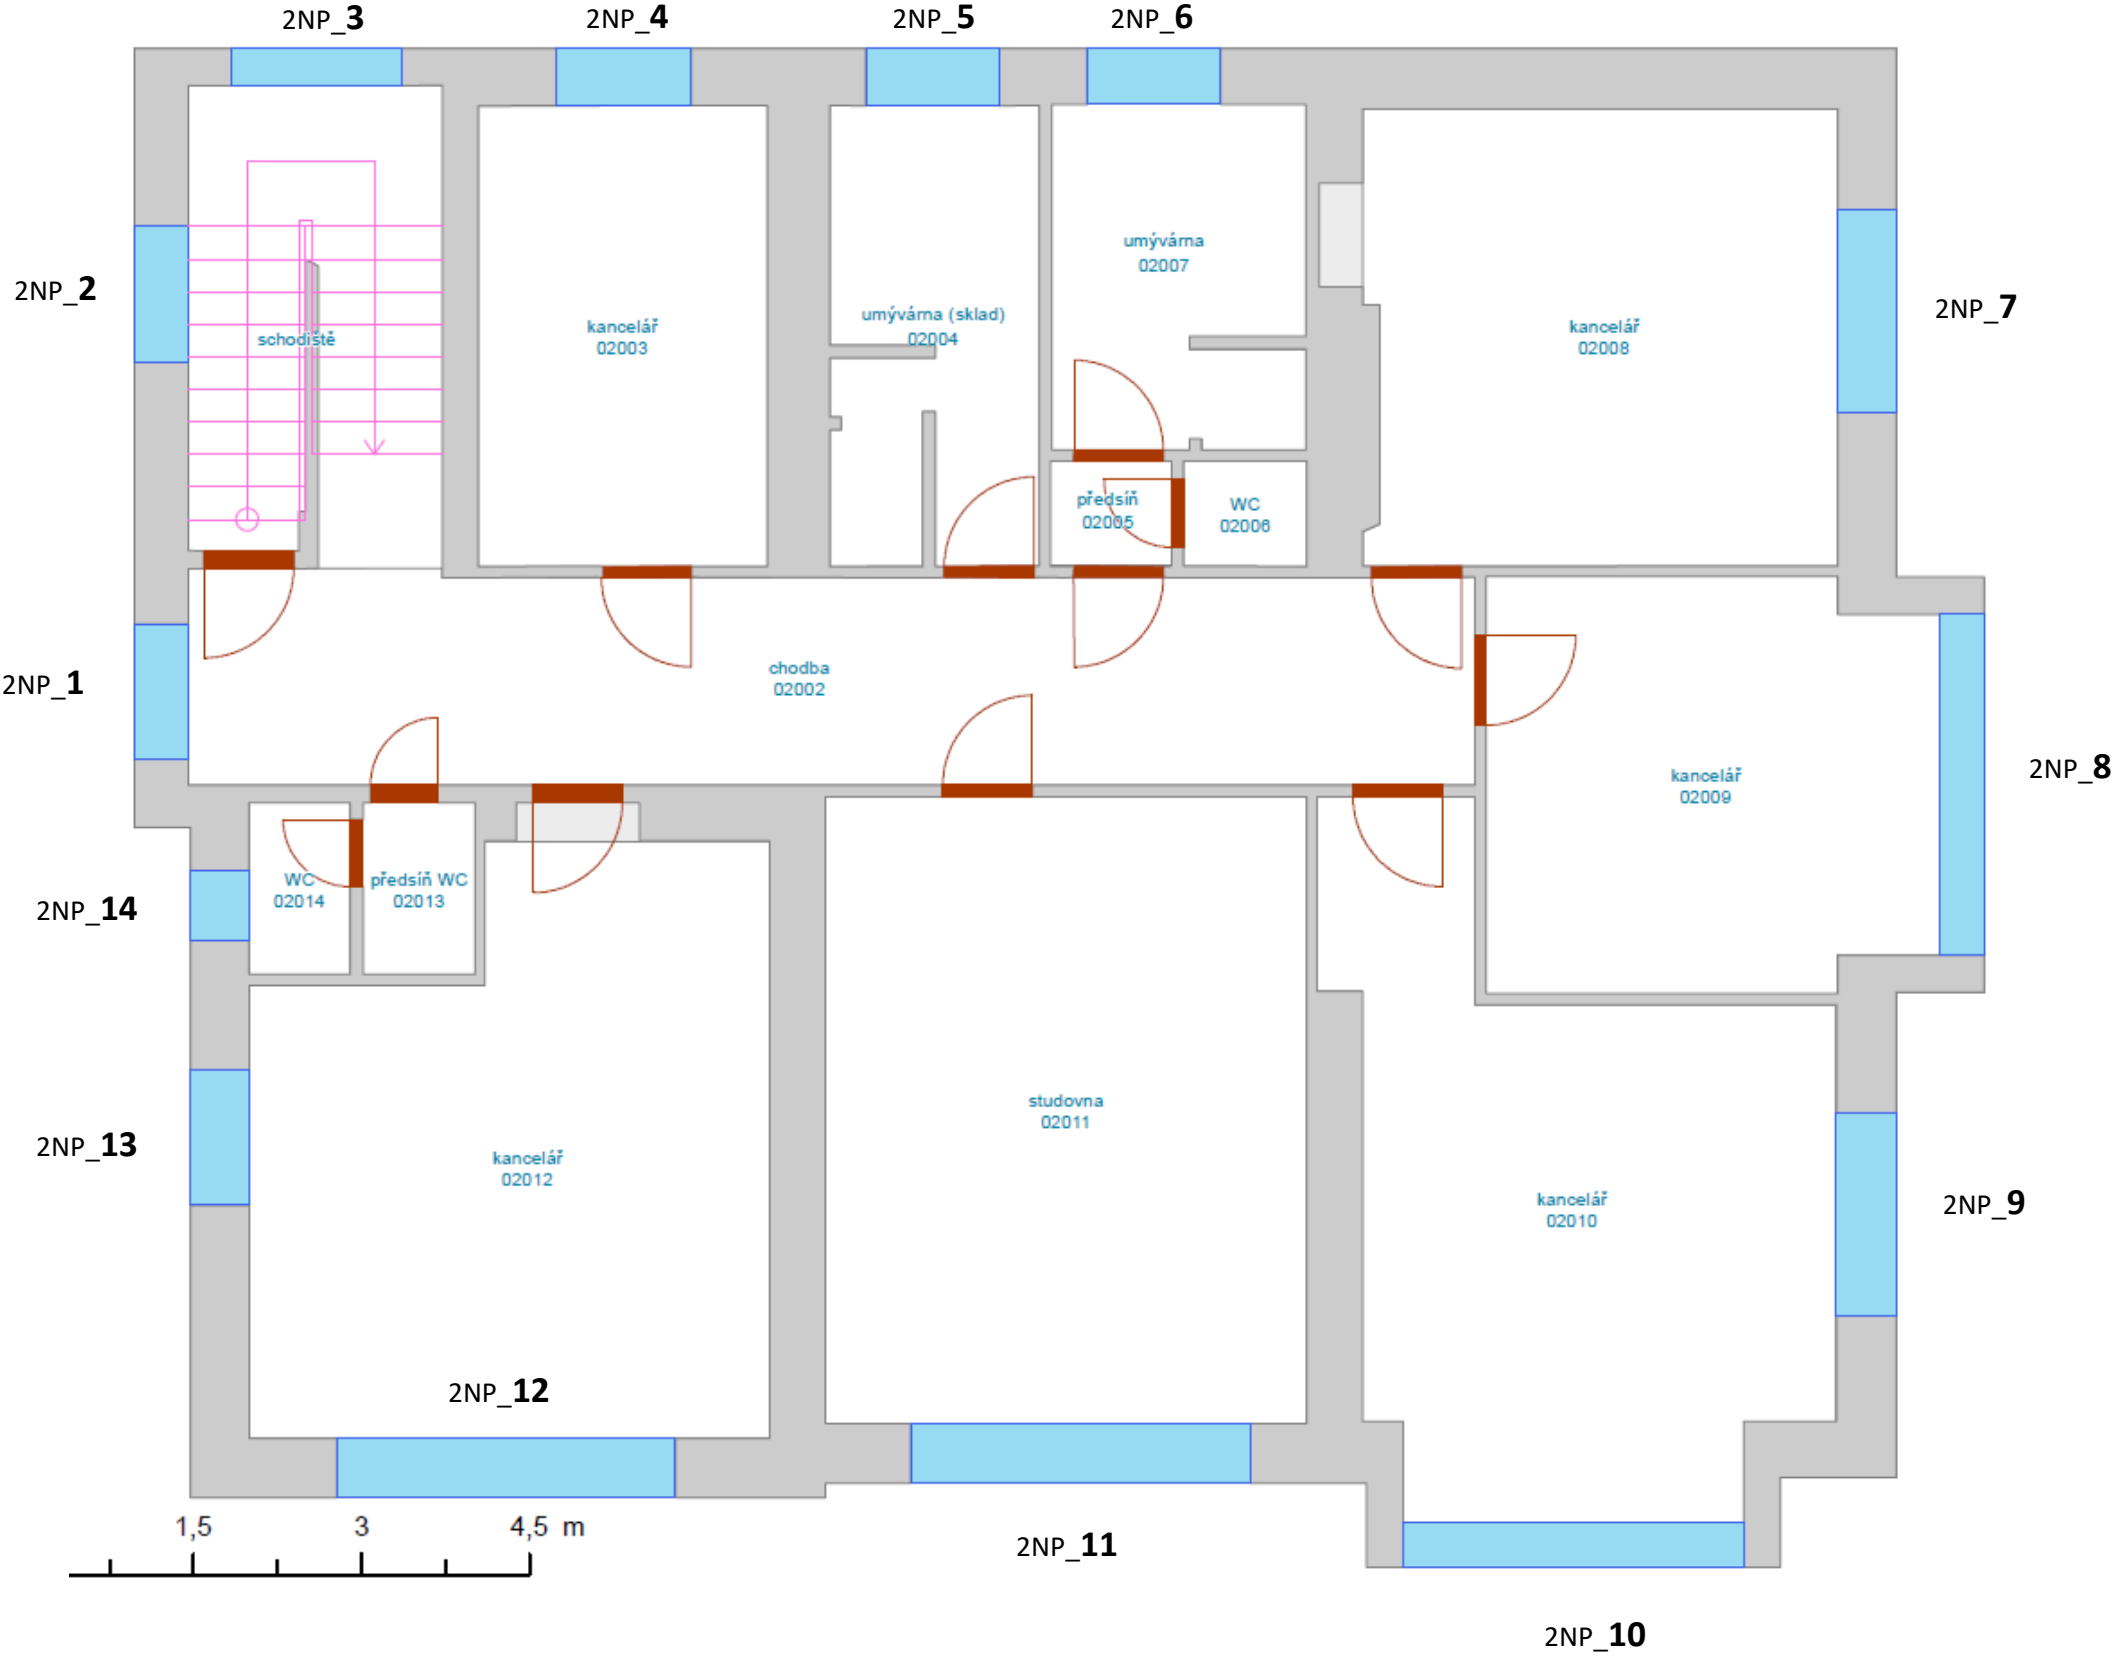 2NP_3
2NP_4
2NP_5
2NP_6
umývárna
02007
2NP_2
2NP_7
umývárna (sklad)
02004
schodiště
kancelář
02003
kancelář
02008
předsíň
02005
WC
02006
2NP_1
chodba
02002
2NP_8
kancelář
02009
WC
02014
předsíň WC
02013
2NP_14
studovna
02011
2NP_13
kancelář
02012
kancelář
02010
2NP_9
2NP_12
1,5 3 4,5 m
2NP_11
2NP_10